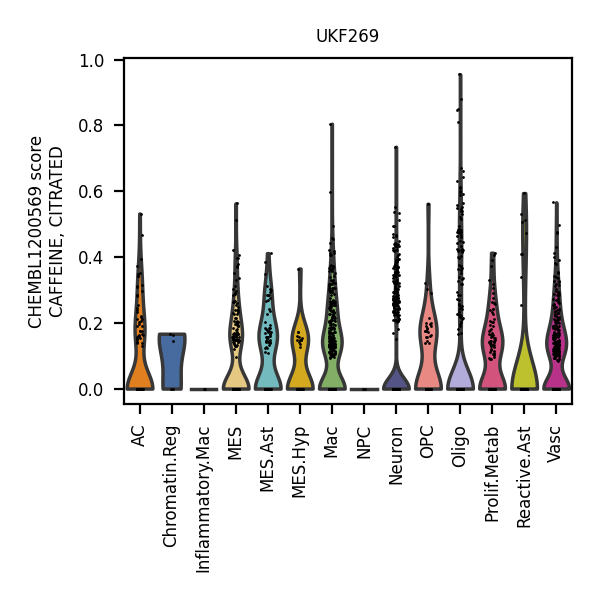 UKF269
CHEMBL1200569 score
CAFFEINE, CITRATED
1.0
0.8
0.6
0.4
0.2
0.0
AC
Chromatin.Reg
Inflammatory.Mac
MES
MES.Ast
MES.Hyp
Mac
NPC
Neuron
OPC
Oligo
Prolif.Metab
Reactive.Ast
Vasc